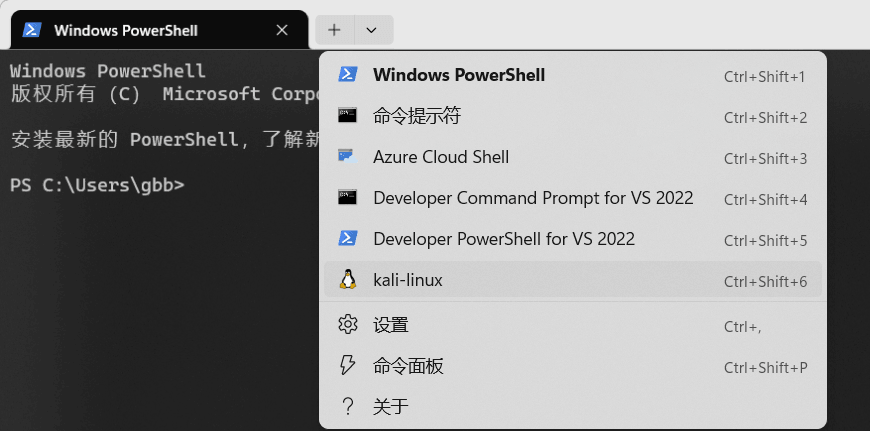 Windows PowerShell
Windows PowerShell
版权所有 (C) Microsoft Corp
安装最新的 PowerShell，了解新
PS C:\Users\gbb>
Windows PowerShell Ctrl+Shift+1
命令提示符 Ctrl+Shift+2
Azure Cloud Shell Ctrl+Shift+3
Developer Command Prompt for VS 2022 Ctrl+Shift+4
Developer PowerShell for VS 2022 Ctrl+Shift+5
kali-linux Ctrl+Shift+6
设置 Ctrl+,
命令面板 Ctrl+Shift+P
关于